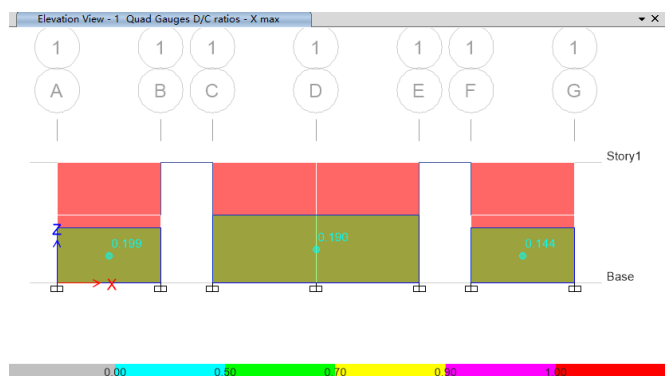 Elevation View - 1 Quad Gauges D/C ratios - X max
1 1 1 1 1 1 1
A B C D E F G
Story1
Z
0.199 0.190 0.144
X
Base
0.00 0.50 0.70 0.90 1.00